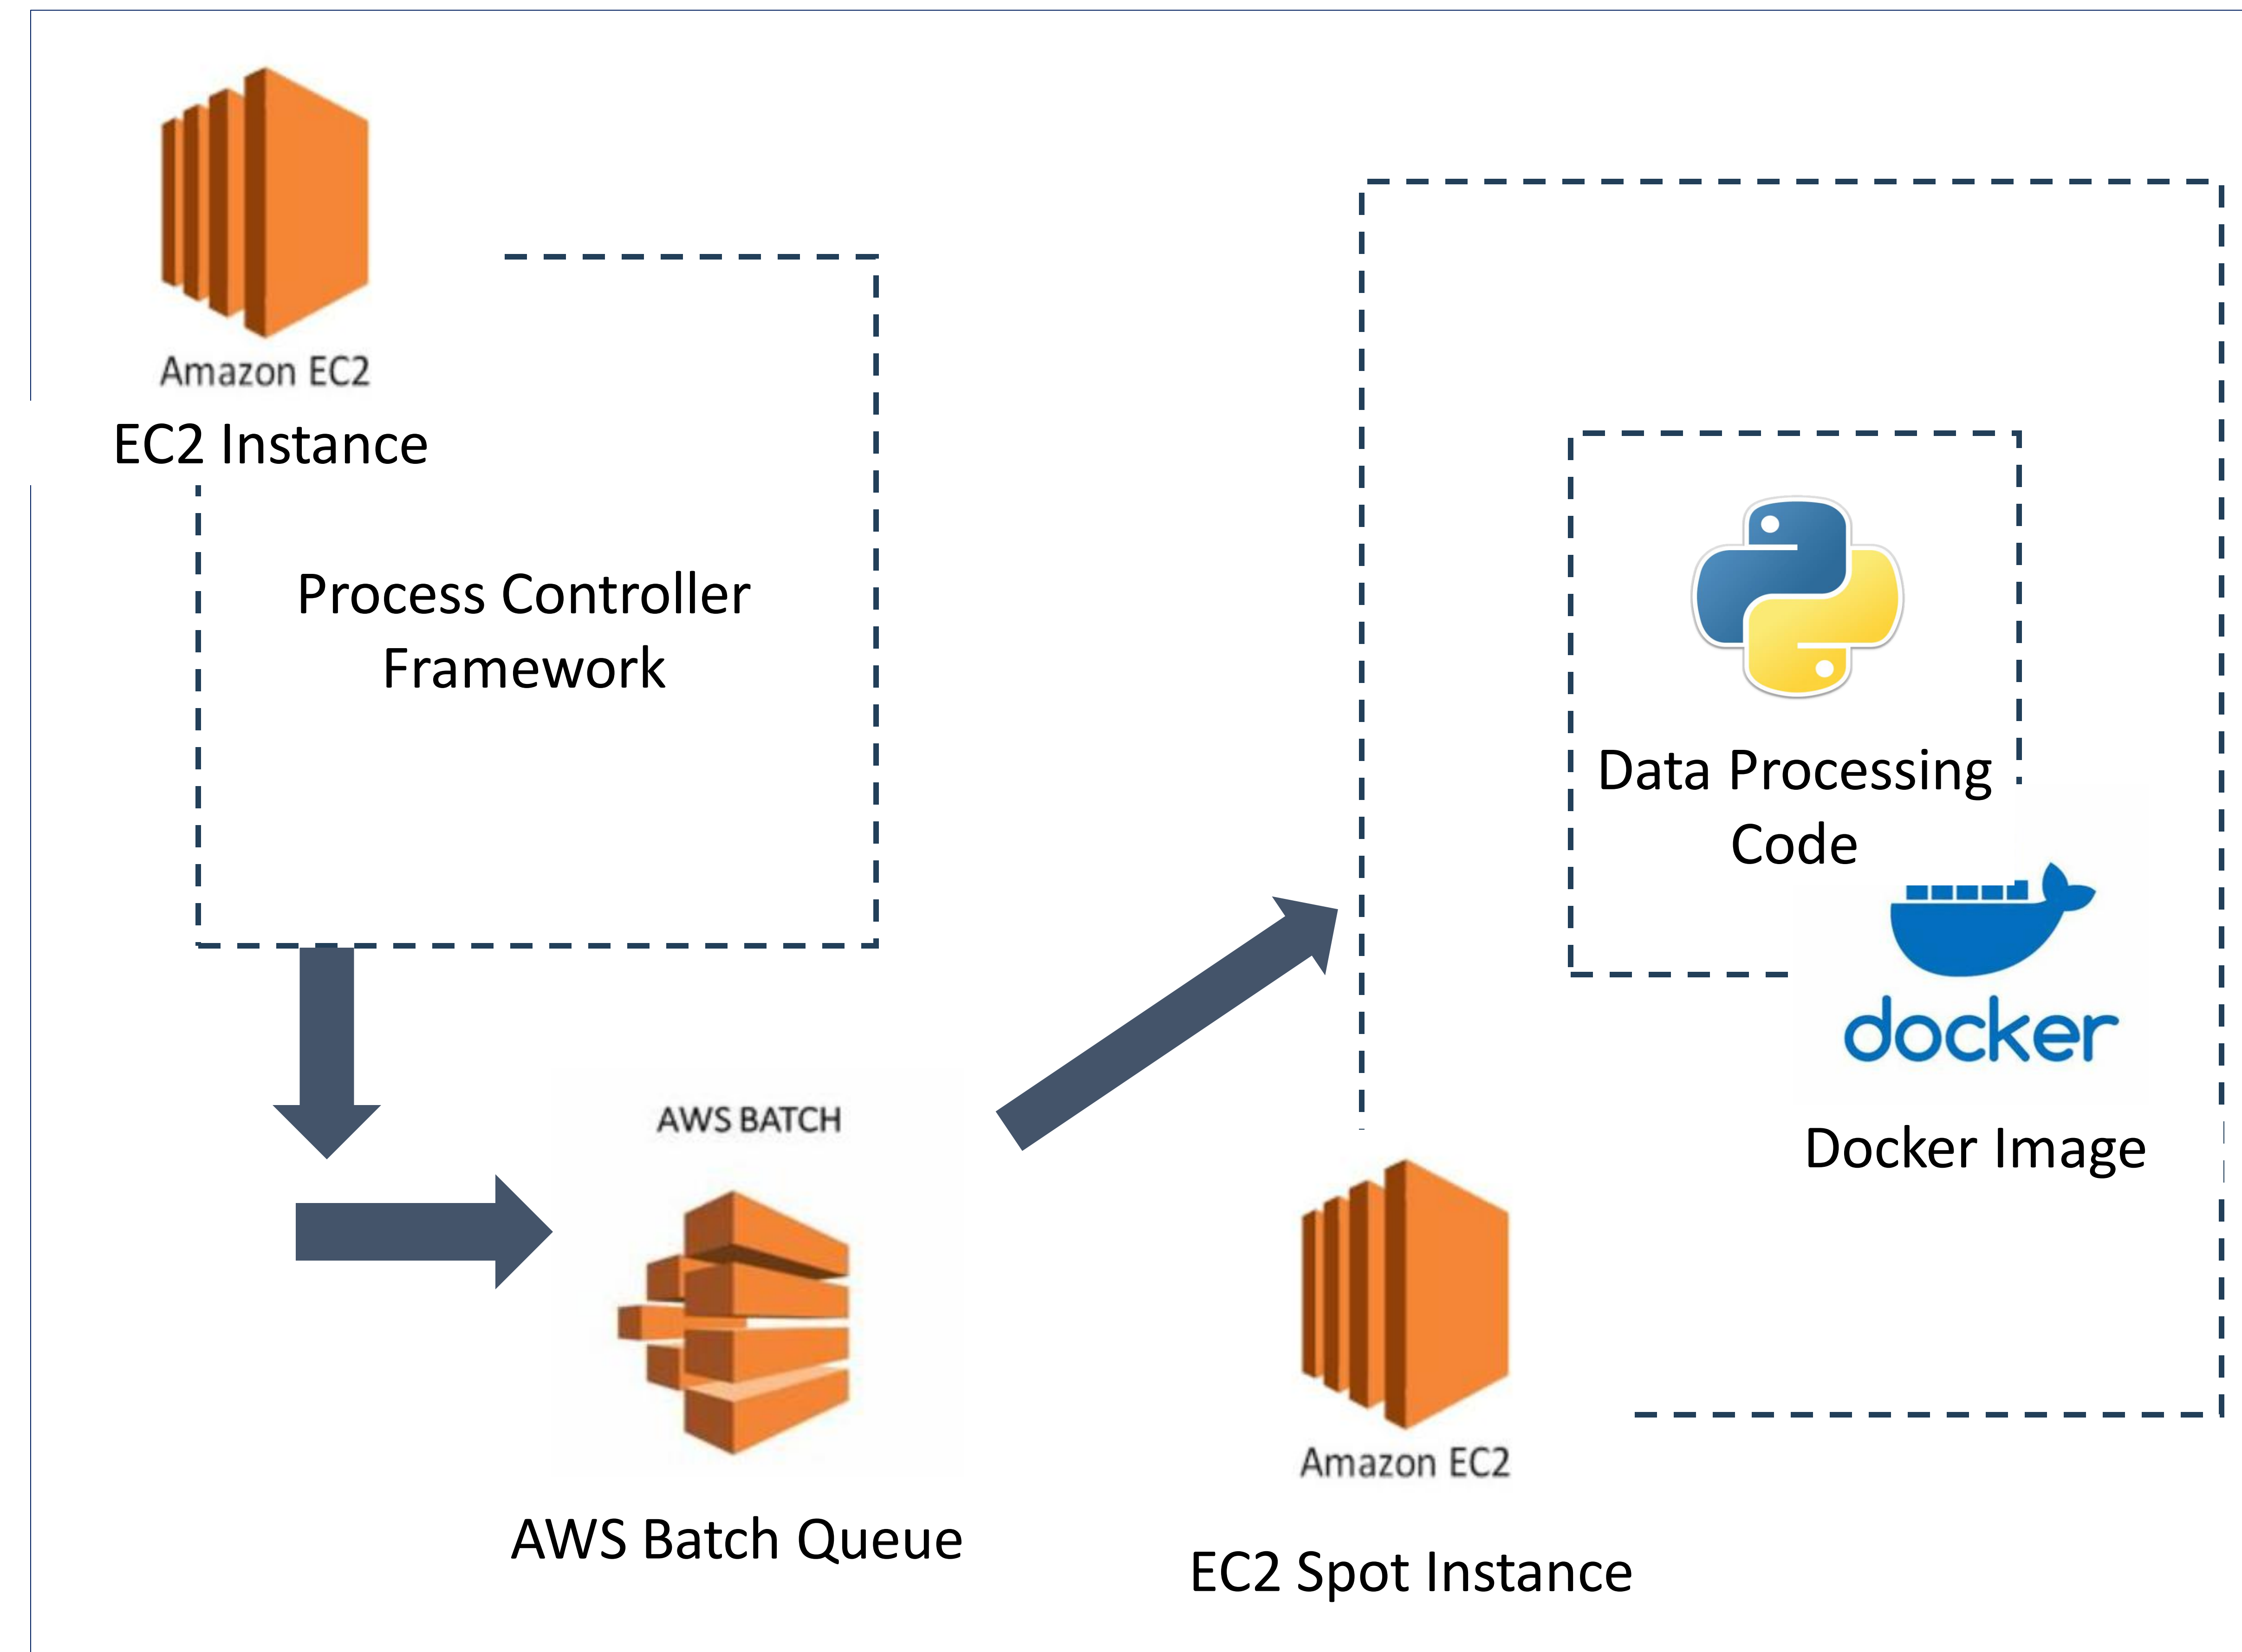 Amazon EC2
EC2 Instance
Process Controller
Framework
AWS BATCH
AWS Batch Queue
Data Processing
Code
docker
Docker Image
Amazon EC2
EC2 Spot Instance